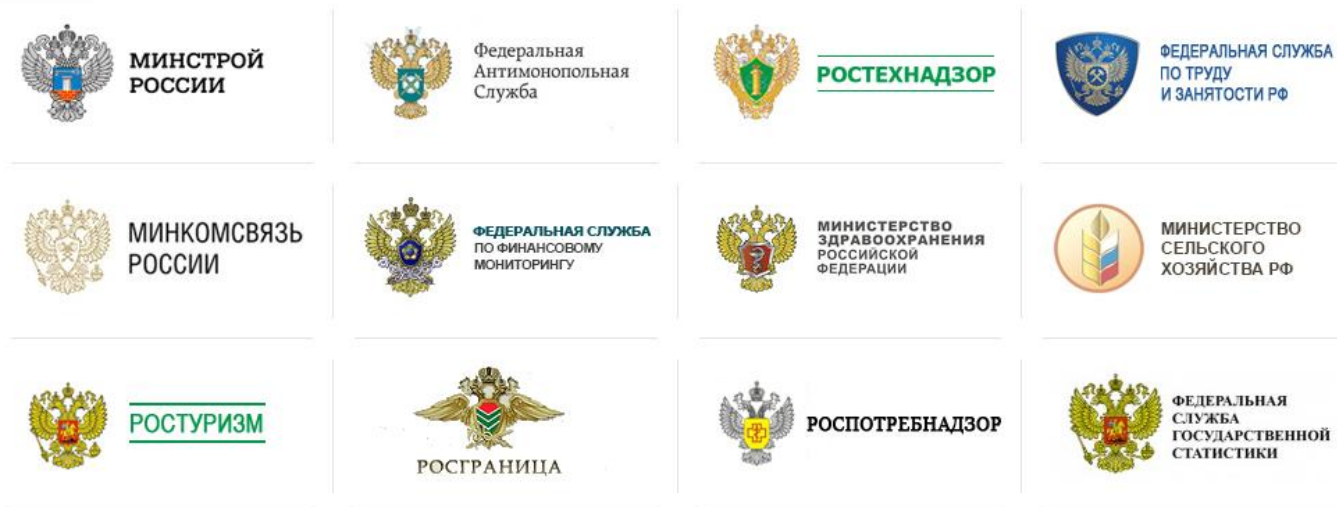 МИНСТРОЙ
РОССИИ
Федеральная
Антимонопольная
Служба
РОСТЕХНАДЗОР
ФЕДЕРАЛЬНАЯ СЛУЖБА
ПО ТРУДУ
И ЗАНЯТОСТИ РФ
МИНКОМСВЯЗЬ
РОССИИ
ФЕДЕРАЛЬНАЯ СЛУЖБА
ПО ФИНАНСОВОМУ
МОНИТОРИНГУ
МИНИСТЕРСТВО
ЗДРАВООХРАНЕНИЯ
РОССИЙСКОЙ
ФЕДЕРАЦИИ
МИНИСТЕРСТВО
СЕЛЬСКОГО
ХОЗЯЙСТВА РФ
РОСТУРИЗМ
РОСГРАНИЦА
РОСПОТРЕБНАДЗОР
ФЕДЕРАЛЬНАЯ
СЛУЖБА
ГОСУДАРСТВЕННОЙ
СТАТИСТИКИ